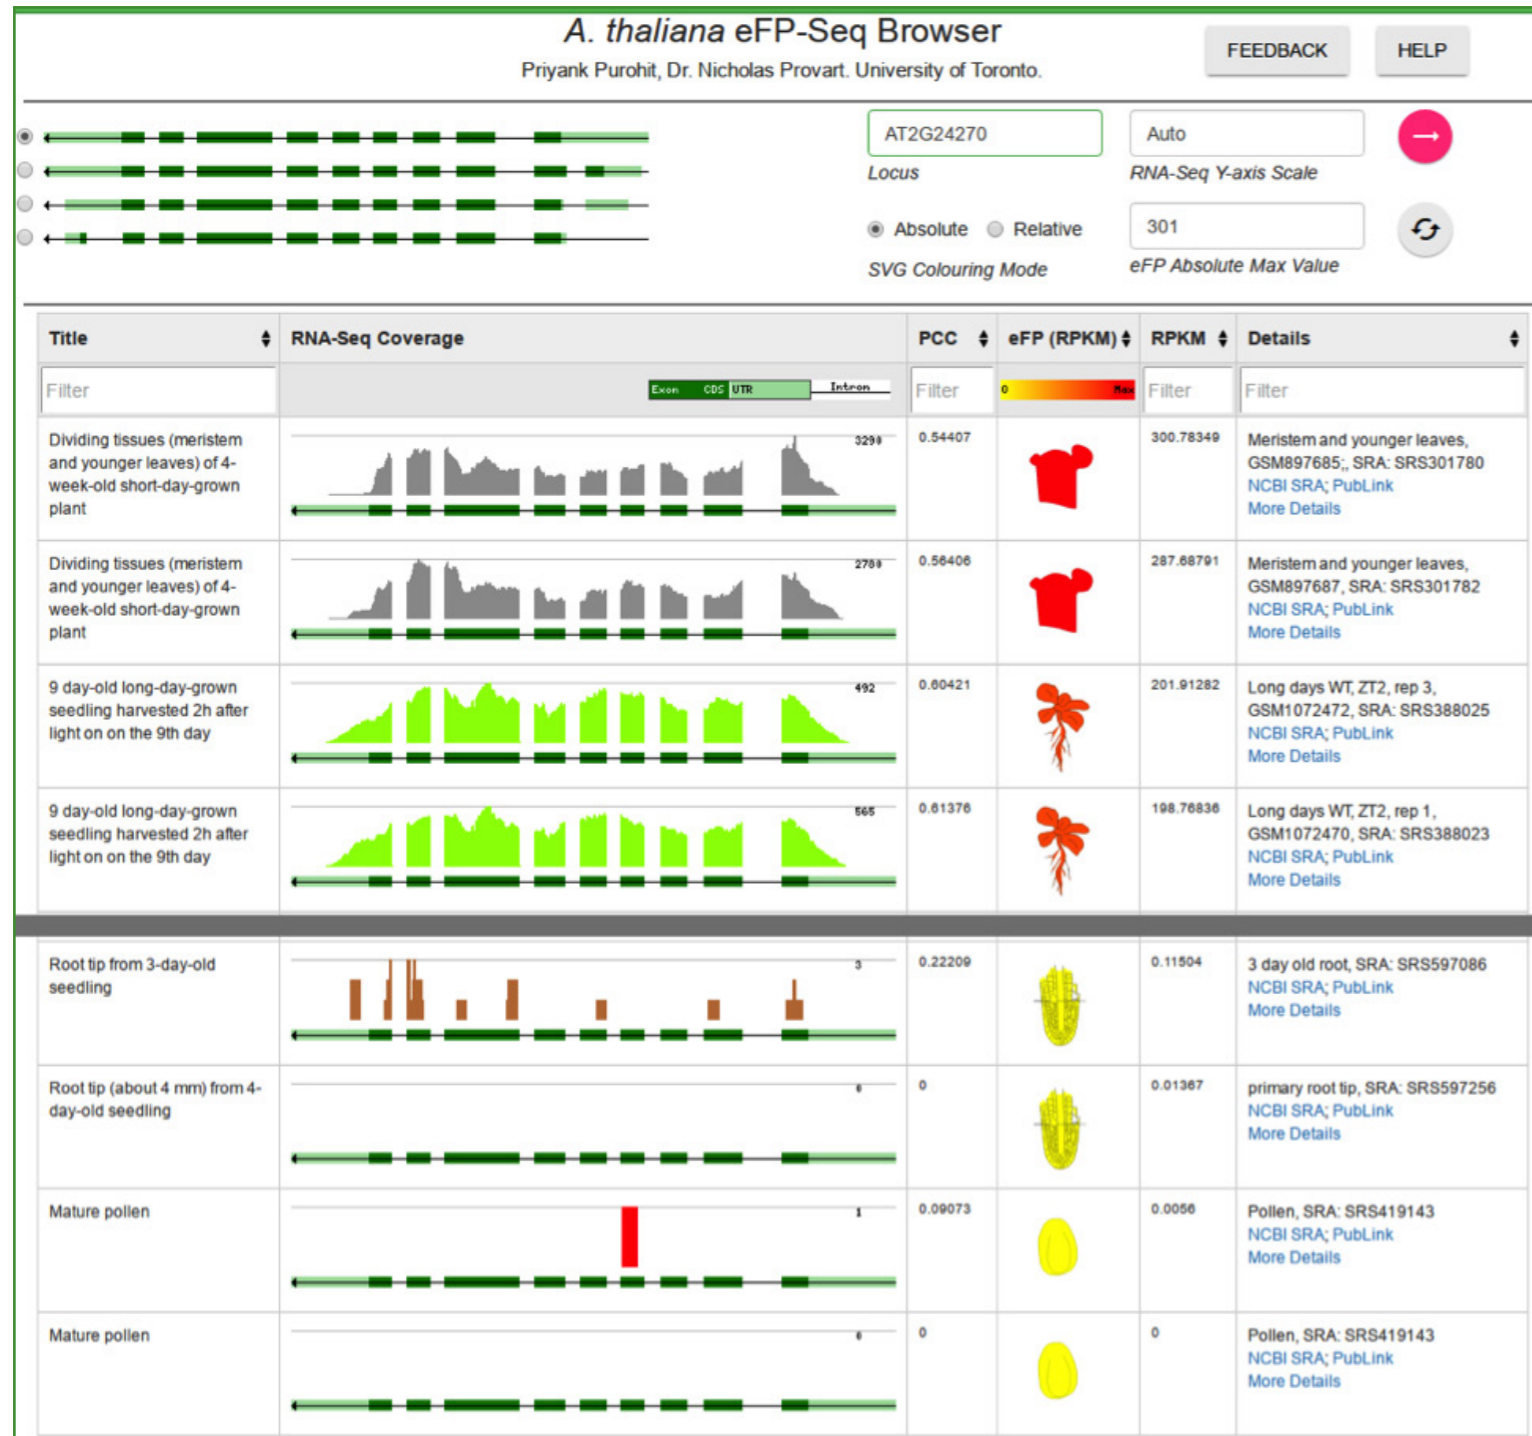 A. thaliana eFP-Seq Browser
Priyank Purohit, Dr. Nicholas Provart. University of Toronto.
FEEDBACK
HELP
AT2G24270
Auto
Locus
RNA-Seq Y-axis Scale
Absolute
Relative
301
SVG Colouring Mode
eFP Absolute Max Value
Title
RNA-Seq Coverage
PCC
eFP (RPKM)
RPKM
Details
Filter
Exon CDS UTR Intron
Filter
0 Max
Filter
Filter
Dividing tissues (meristem
and younger leaves) of 4-
week-old short-day-grown
plant
3290
0.54407
300.78349
Meristem and younger leaves,
GSM897685;, SRA: SRS301780
NCBI SRA; PubLink
More Details
Dividing tissues (meristem
and younger leaves) of 4-
week-old short-day-grown
plant
2780
0.56406
287.68791
Meristem and younger leaves,
GSM897687, SRA: SRS301782
NCBI SRA; PubLink
More Details
9 day-old long-day-grown
seedling harvested 2h after
light on on the 9th day
492
0.60421
201.91282
Long days WT, ZT2, rep 3,
GSM1072472, SRA: SRS388025
NCBI SRA; PubLink
More Details
9 day-old long-day-grown
seedling harvested 2h after
light on on the 9th day
565
0.61376
198.76836
Long days WT, ZT2, rep 1,
GSM1072470, SRA: SRS388023
NCBI SRA; PubLink
More Details
Root tip from 3-day-old
seedling
3
0.22209
0.11504
3 day old root, SRA: SRS597086
NCBI SRA; PubLink
More Details
Root tip (about 4 mm) from 4-
day-old seedling
0
0
0.01367
primary root tip, SRA: SRS597256
NCBI SRA; PubLink
More Details
Mature pollen
1
0.09073
0.0056
Pollen, SRA: SRS419143
NCBI SRA; PubLink
More Details
Mature pollen
0
0
0
Pollen, SRA: SRS419143
NCBI SRA; PubLink
More Details